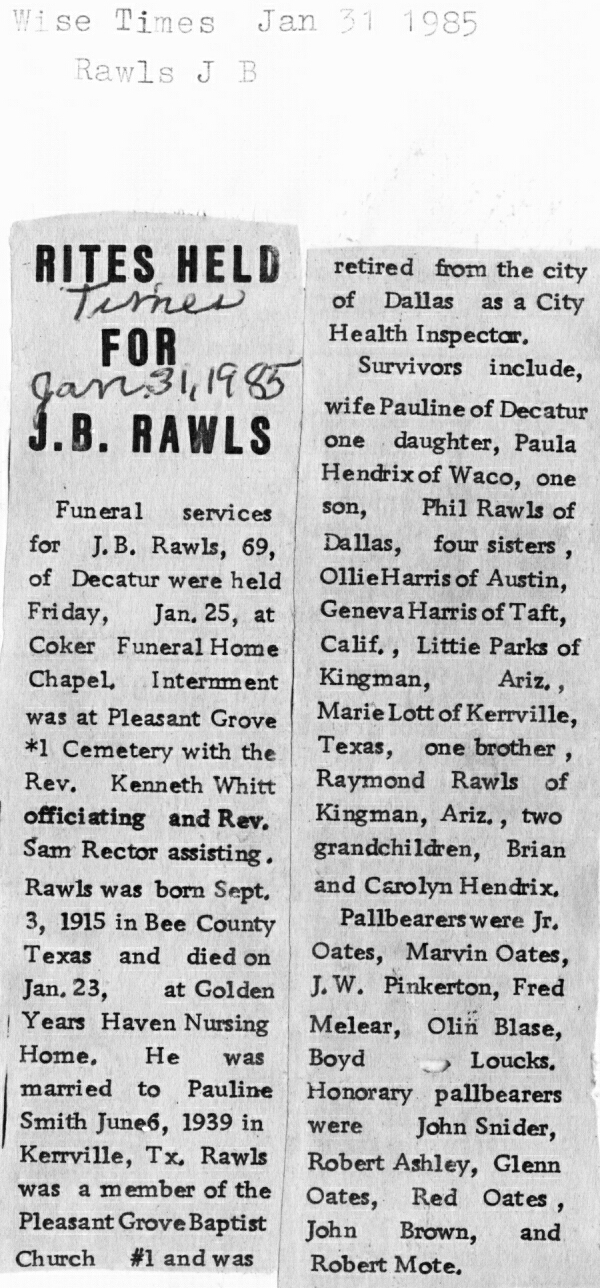 Wise Times Jan 31 1985
Rawls J B
RITES HELD
Times
FOR
Jan. 31, 1985
J.B. RAWLS
Funeral services
for J.B. Rawls, 69,
of Decatur were held
Friday, Jan. 25, at
Coker Funeral Home
Chapel. Internment
was at Pleasant Grove
*1 Cemetery with the
Rev. Kenneth Whitt
officiating and Rev.
Sam Rector assisting.
Rawls was born Sept.
3, 1915 in Bee County
Texas and died on
Jan. 23, at Golden
Years Haven Nursing
Home. He was
married to Pauline
Smith June6, 1939 in
Kerrville, Tx. Rawls
was a member of the
Pleasant Grove Baptist
Church #1 and was
retired from the city
of Dallas as a City
Health Inspector.
Survivors include,
wife Pauline of Decatur
one daughter, Paula
Hendrix of Waco, one
son, Phil Rawls of
Dallas, four sisters,
Ollie Harris of Austin,
Geneva Harris of Taft,
Calif., Littie Parks of
Kingman, Ariz.,
Marie Lott of Kerrville,
Texas, one brother,
Raymond Rawls of
Kingman, Ariz., two
grandchildren, Brian
and Carolyn Hendrix.
Pallbearers were Jr.
Oates, Marvin Oates,
J.W. Pinkerton, Fred
Melear, Olin Blase,
Boyd Loucks.
Honorary pallbearers
were John Snider,
Robert Ashley, Glenn
Oates, Red Oates,
John Brown, and
Robert Mote.